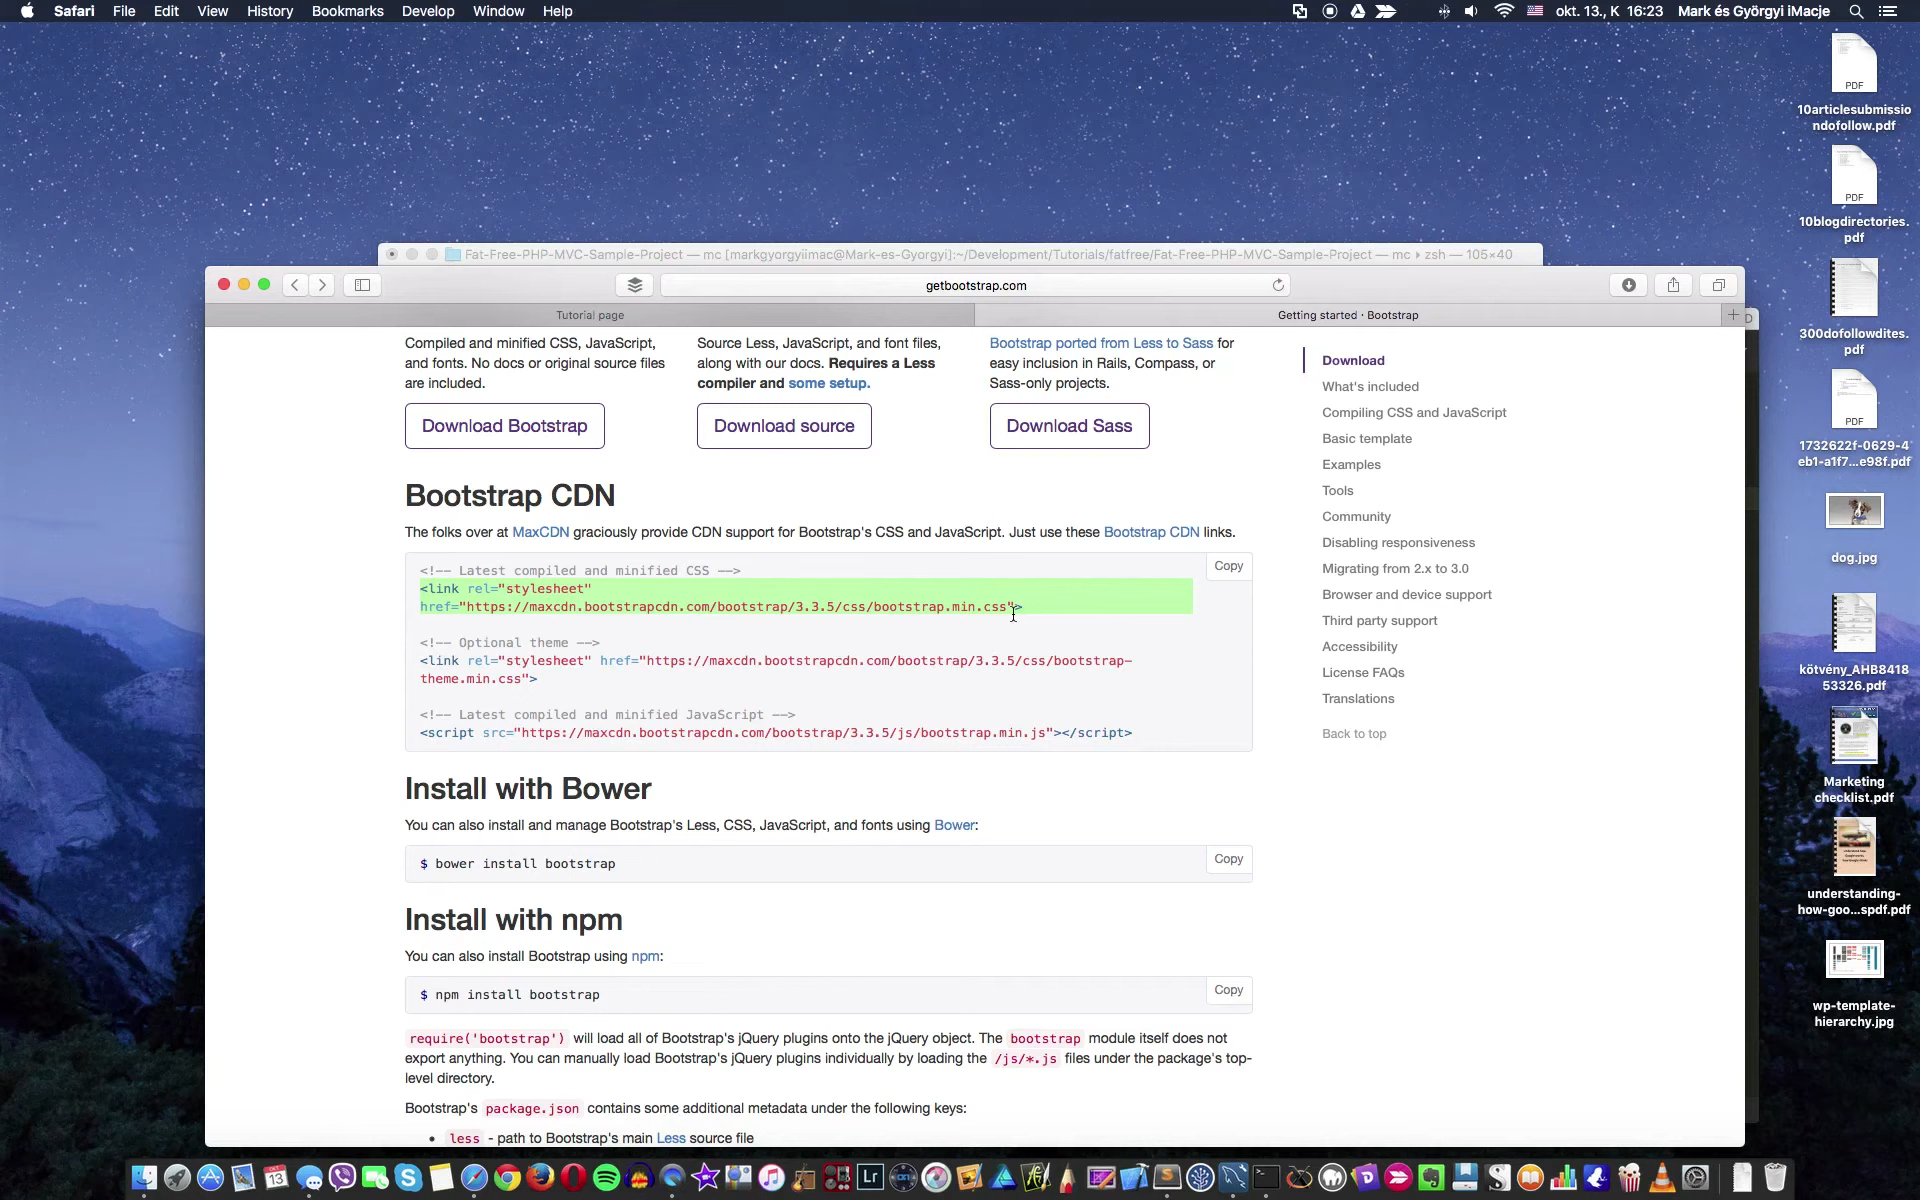 Safari File Edit View History Bookmarks Develop Window Help
okt. 13., K 16:23 Mark és Györgyi iMacje
PDF
10articlesubmissio
ndofollow.pdf
PDF
10blogdirectories.
pdf
300dofollowdites.
pdf
PDF
1732622f-0629-4
eb1-a1f7...e98f.pdf
dog.jpg
kötvény_AHB8418
53326.pdf
Marketing
checklist.pdf
understanding-
how-goo...spdf.pdf
wp-template-
hierarchy.jpg
Fat-Free-PHP-MVC-Sample-Project — mc [markgyorgyiimac@Mark-es-Gyorgyi]:~/Development/Tutorials/fatfree/Fat-Free-PHP-MVC-Sample-Project — mc ▸ zsh — 105×40
getbootstrap.com
Tutorial page
Getting started · Bootstrap
Compiled and minified CSS, JavaScript,
and fonts. No docs or original source files
are included.
Download Bootstrap
Source Less, JavaScript, and font files,
along with our docs. Requires a Less
compiler and some setup.
Download source
Bootstrap ported from Less to Sass for
easy inclusion in Rails, Compass, or
Sass-only projects.
Download Sass
Bootstrap CDN
The folks over at MaxCDN graciously provide CDN support for Bootstrap's CSS and JavaScript. Just use these Bootstrap CDN links.
Copy
<!-- Latest compiled and minified CSS -->
<link rel="stylesheet"
href="https://maxcdn.bootstrapcdn.com/bootstrap/3.3.5/css/bootstrap.min.css">
<!-- Optional theme -->
<link rel="stylesheet" href="https://maxcdn.bootstrapcdn.com/bootstrap/3.3.5/css/bootstrap-
theme.min.css">
<!-- Latest compiled and minified JavaScript -->
<script src="https://maxcdn.bootstrapcdn.com/bootstrap/3.3.5/js/bootstrap.min.js"></script>
Install with Bower
You can also install and manage Bootstrap's Less, CSS, JavaScript, and fonts using Bower:
$ bower install bootstrap
Copy
Install with npm
You can also install Bootstrap using npm:
$ npm install bootstrap
Copy
require('bootstrap') will load all of Bootstrap's jQuery plugins onto the jQuery object. The bootstrap module itself does not
export anything. You can manually load Bootstrap's jQuery plugins individually by loading the /js/*.js files under the package's top-
level directory.
Bootstrap's package.json contains some additional metadata under the following keys:
• less - path to Bootstrap's main Less source file
Download
What's included
Compiling CSS and JavaScript
Basic template
Examples
Tools
Community
Disabling responsiveness
Migrating from 2.x to 3.0
Browser and device support
Third party support
Accessibility
License FAQs
Translations
Back to top
13
Lr